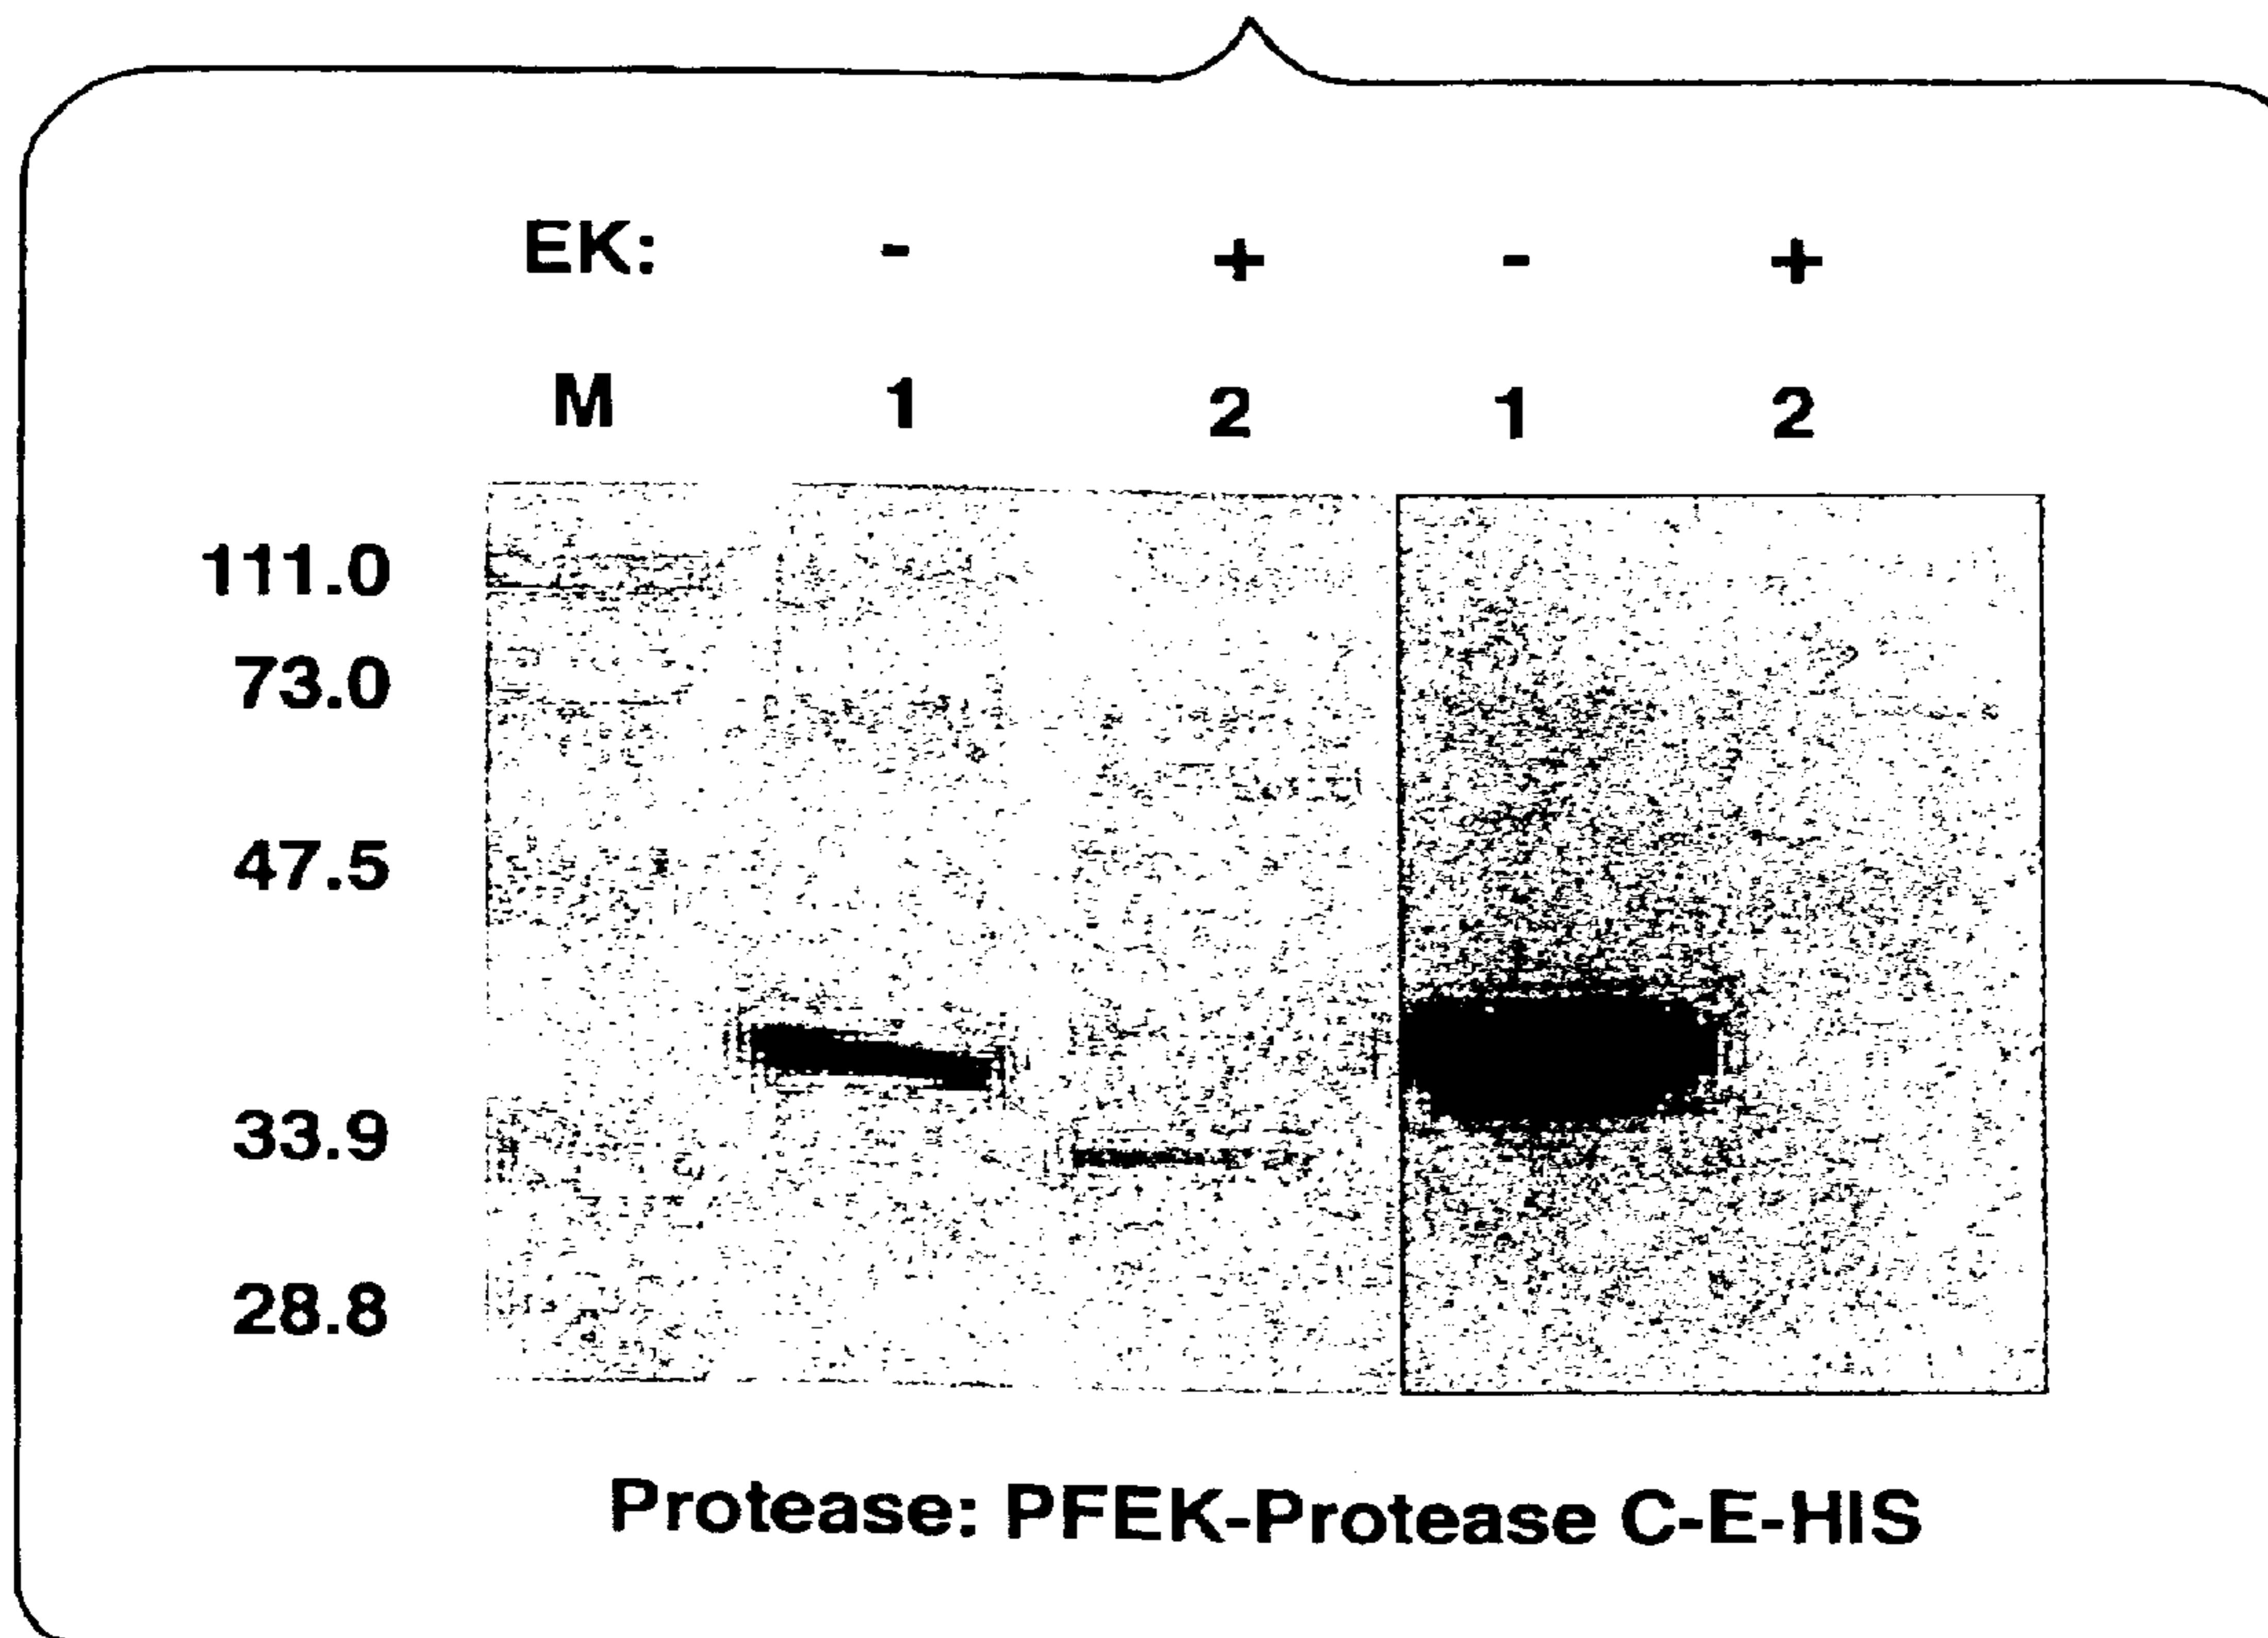 EK: - + - +
M 1 2 1 2
111.0
73.0
47.5
33.9
28.8
Protease: PFEK-Protease C-E-HIS